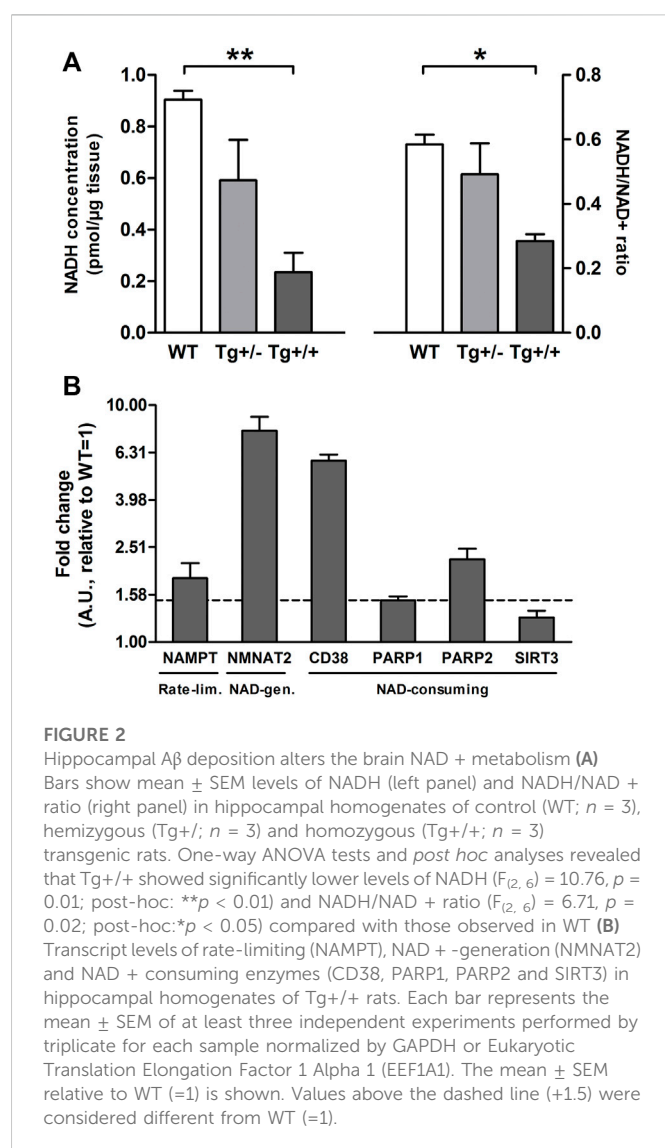 A
**
*
1.0
0.8
0.6
0.4
0.2
0.0
NADH concentration
(pmol/µg tissue)
WT Tg+/- Tg+/+
WT Tg+/- Tg+/+
0.8
0.6
0.4
0.2
0.0
NADH/NAD+
ratio
B
10.00
6.31
3.98
2.51
1.58
1.00
Fold change
(A.U., relative to WT=1)
NAMPT NMNAT2 CD38 PARP1 PARP2 SIRT3
Rate-lim. NAD-gen. NAD-consuming
FIGURE 2
Hippocampal Aβ deposition alters the brain NAD + metabolism (A)
Bars show mean ± SEM levels of NADH (left panel) and NADH/NAD +
ratio (right panel) in hippocampal homogenates of control (WT; n = 3),
hemizygous (Tg+/; n = 3) and homozygous (Tg+/+; n = 3)
transgenic rats. One-way ANOVA tests and post hoc analyses revealed
that Tg+/+ showed significantly lower levels of NADH (F(2, 6) = 10.76, p =
0.01; post-hoc: **p < 0.01) and NADH/NAD + ratio (F(2, 6) = 6.71, p =
0.02; post-hoc:*p < 0.05) compared with those observed in WT (B)
Transcript levels of rate-limiting (NAMPT), NAD + -generation (NMNAT2)
and NAD + consuming enzymes (CD38, PARP1, PARP2 and SIRT3) in
hippocampal homogenates of Tg+/+ rats. Each bar represents the
mean ± SEM of at least three independent experiments performed by
triplicate for each sample normalized by GAPDH or Eukaryotic
Translation Elongation Factor 1 Alpha 1 (EEF1A1). The mean ± SEM
relative to WT (=1) is shown. Values above the dashed line (+1.5) were
considered different from WT (=1).